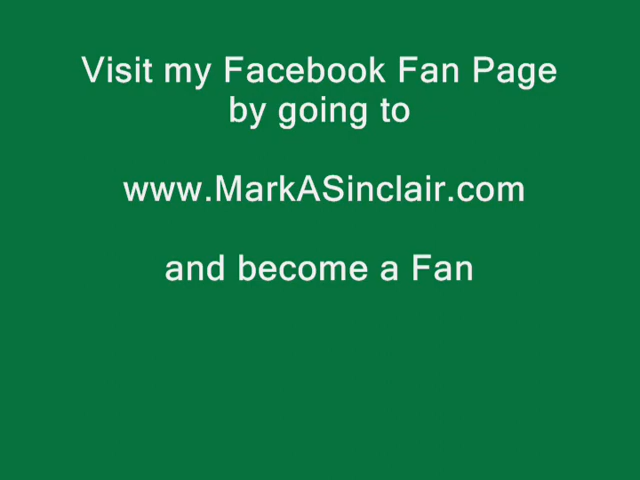 Visit my Facebook Fan Page
by going to
www.MarkASinclair.com
and become a Fan